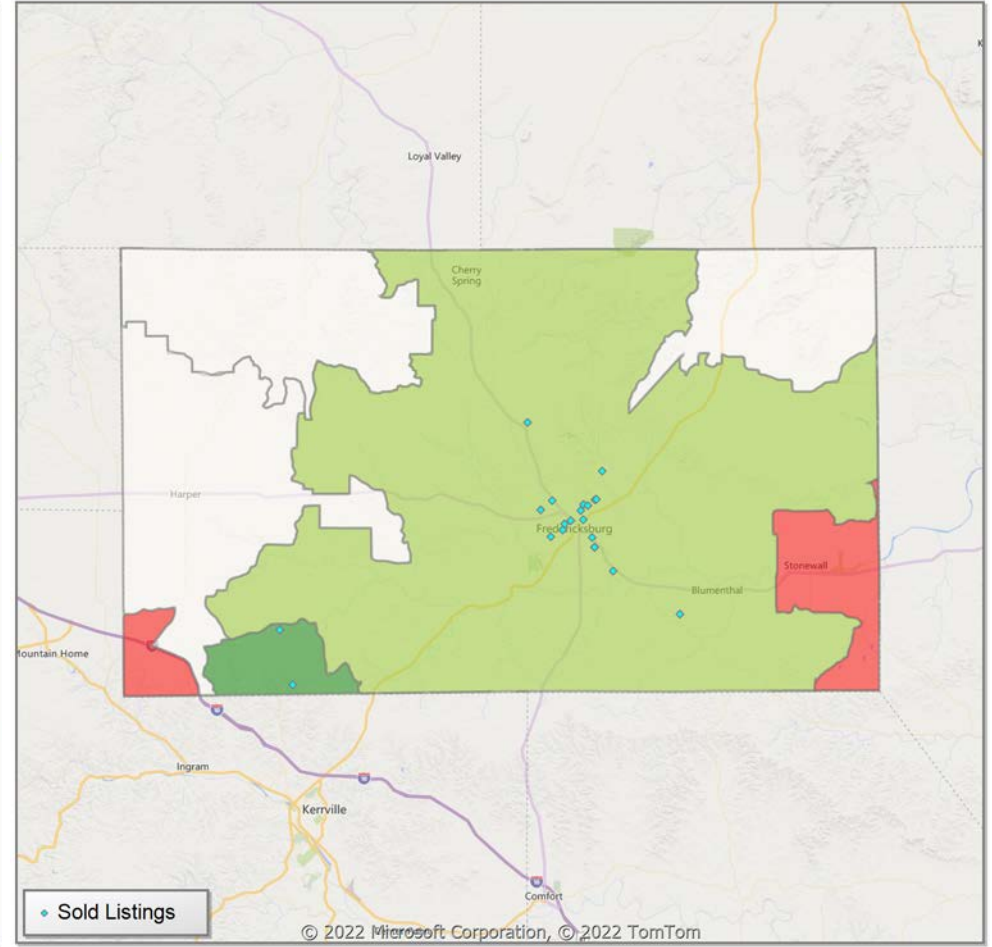 K
Loyal Valley
Cherry
Spring
Harper
Fredericksburg
Stonewall
Blumenthal
Mountain Home
Ingram
Kerrville
Comfort
Sold Listings
© 2022 Microsoft Corporation, © 2022 TomTom